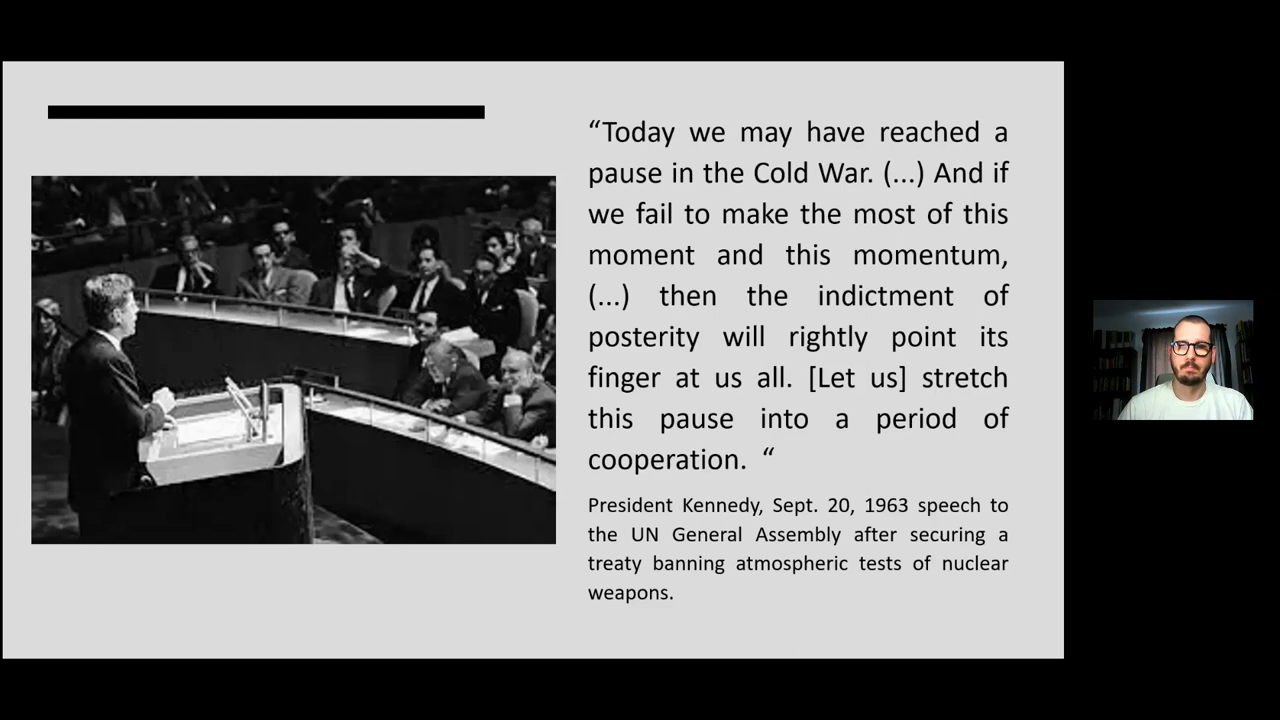 “Today we may have reached a
pause in the Cold War. (...) And if
we fail to make the most of this
moment and this momentum,
(...) then the indictment of
posterity will rightly point its
finger at us all. [Let us] stretch
this pause into a period of
cooperation. “
President Kennedy, Sept. 20, 1963 speech to
the UN General Assembly after securing a
treaty banning atmospheric tests of nuclear
weapons.